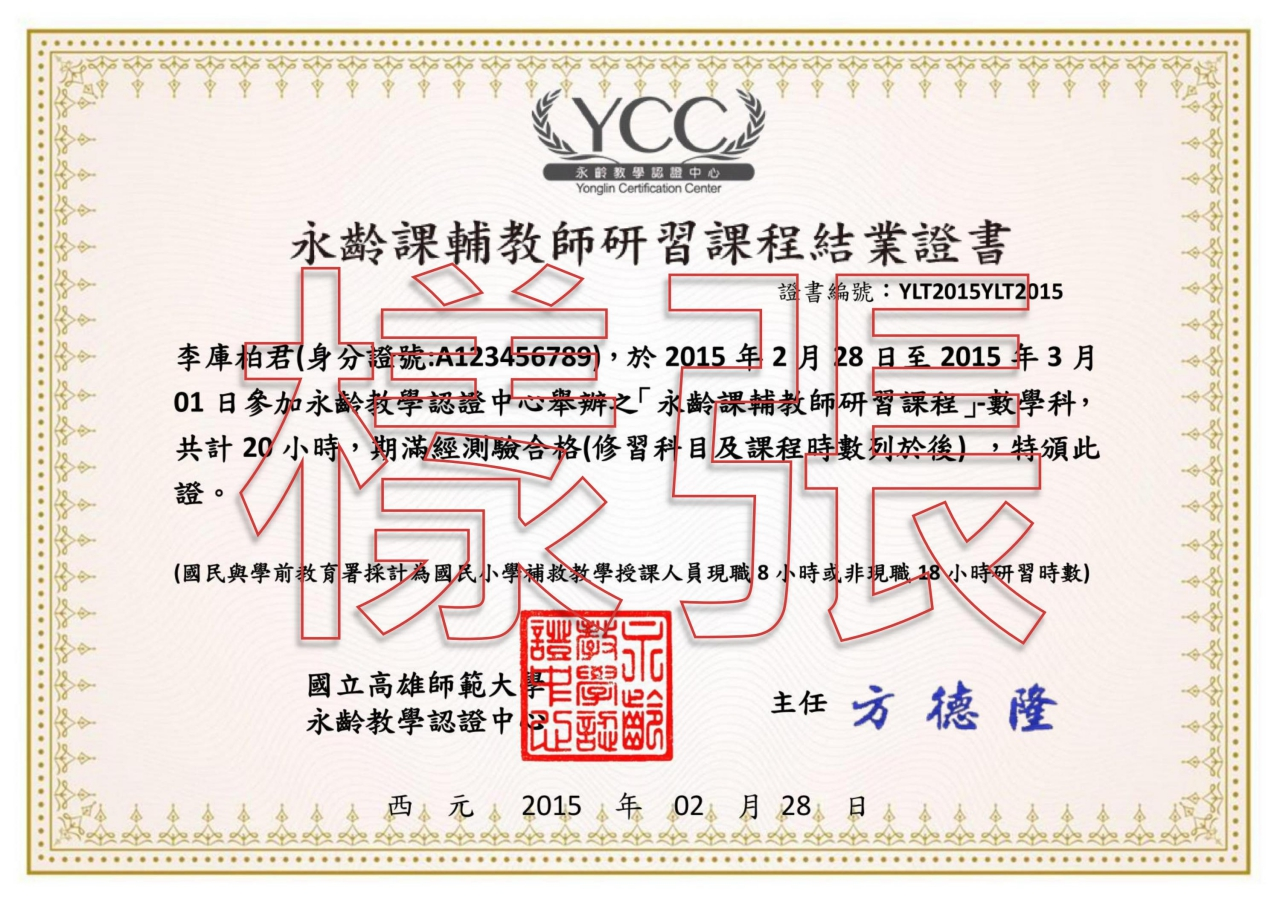 YCC
永齡教學認證中心
Yonglin Certification Center
永齡課輔教師研習課程結業證書
證書編號：YLT2015YLT2015
李庫柏君(身分證號:A123456789)，於 2015 年 2 月 28 日至 2015 年 3 月
01 日參加永齡教學認證中心舉辦之「永齡課輔教師研習課程」-數學科，
共計 20 小時，期滿經測驗合格(修習科目及課程時數列於後) ，特頒此
證。
樣張
(國民與學前教育署採計為國民小學補救教學授課人員現職 8 小時或非現職 18 小時研習時數)
國立高雄師範大學
永齡教學認證中心
永齡教學認證中心
主任 方德隆
西元 2015 年 02 月 28 日